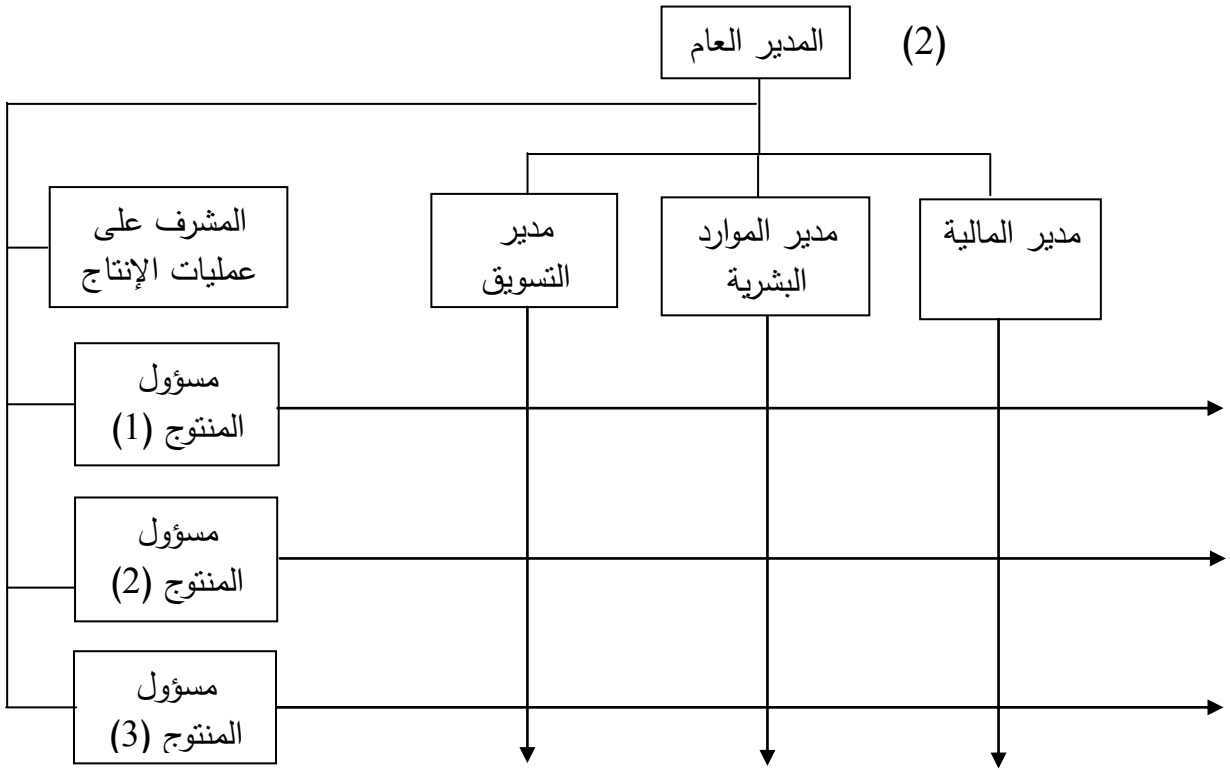 المدير العام
(2)
مدير المالية
مدير الموارد
البشرية
مدير
التسويق
المشرف على
عمليات الإنتاج
مسؤول
المنتوج (1)
مسؤول
المنتوج (2)
مسؤول
المنتوج (3)